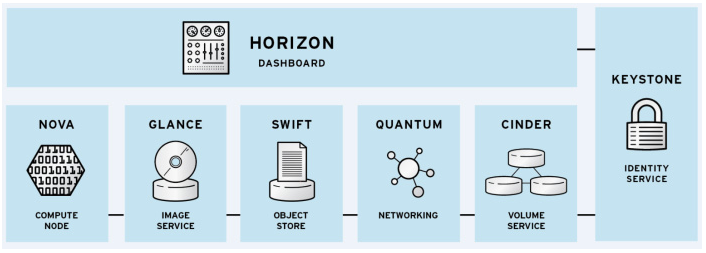 HORIZON
DASHBOARD
KEYSTONE
IDENTITY
SERVICE
NOVA
COMPUTE
NODE
GLANCE
IMAGE
SERVICE
SWIFT
OBJECT
STORE
QUANTUM
NETWORKING
CINDER
VOLUME
SERVICE